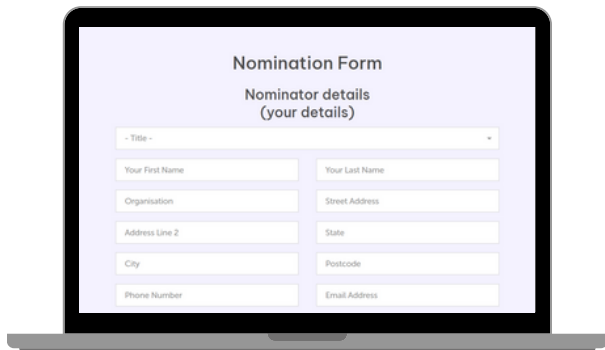 Nomination Form
Nominator details
(your details)
- Title -
Your First Name
Your Last Name
Organisation
Street Address
Address Line 2
State
City
Postcode
Phone Number
Email Address